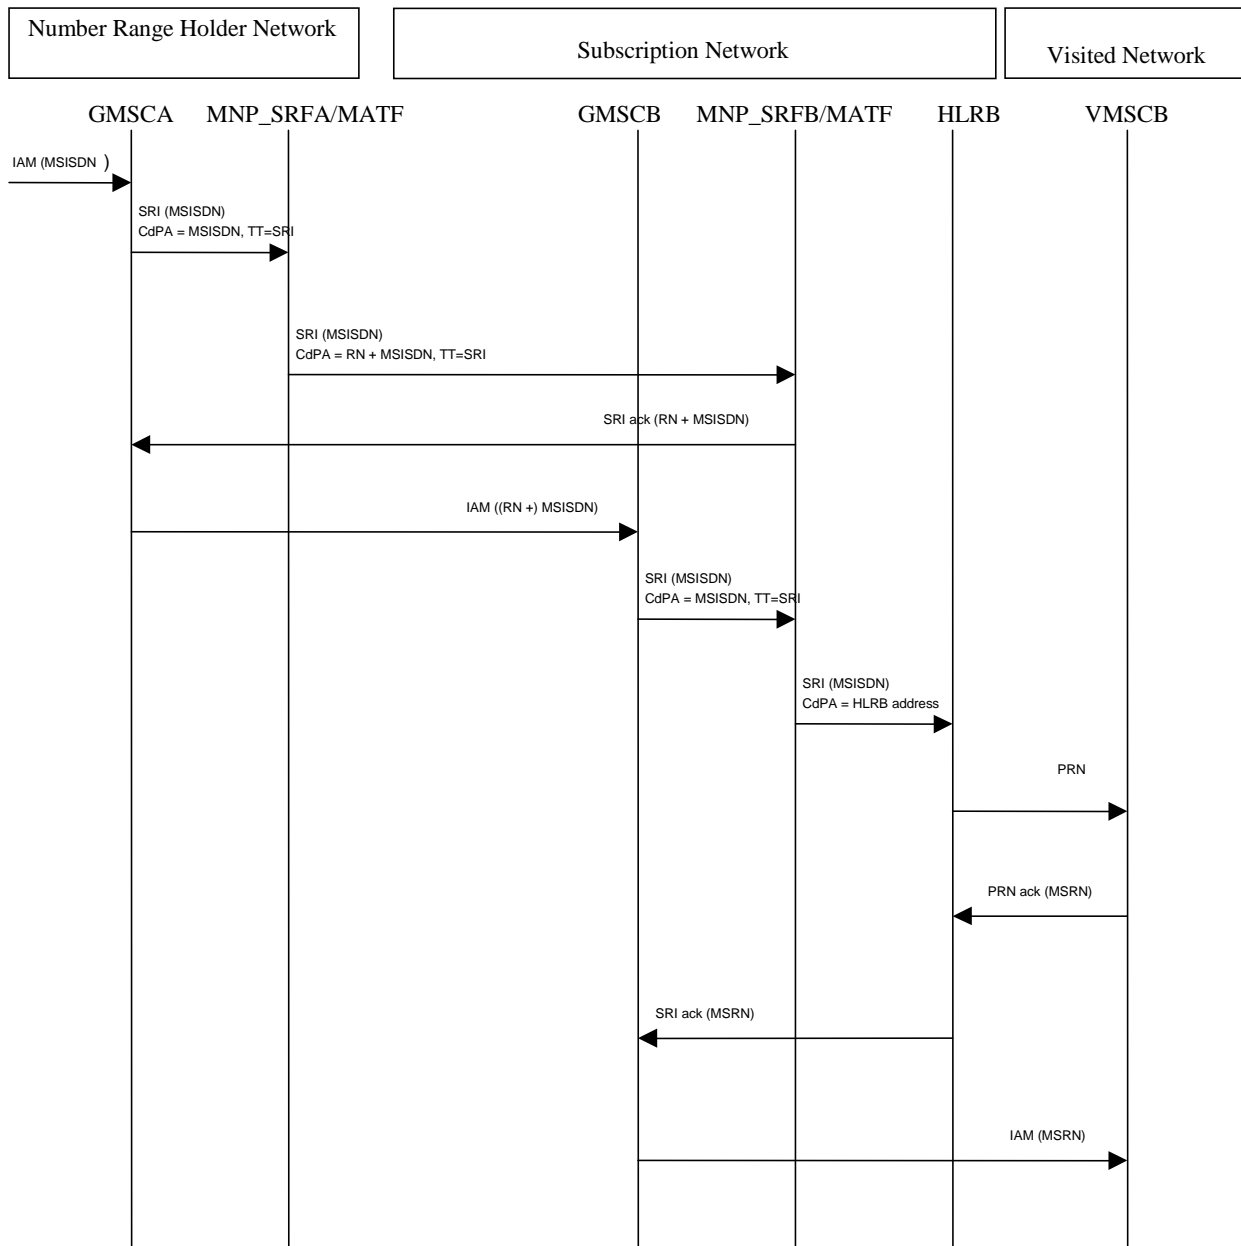 Number Range Holder Network
Subscription Network
Visited Network
GMSCA
MNP_SRFA/MATF
GMSCB
MNP_SRFB/MATF
HLRB
VMSCB
IAM (MSISDN )
SRI (MSISDN)
CdPA = MSISDN, TT=SRI
SRI (MSISDN)
CdPA = RN + MSISDN, TT=SRI
SRI ack (RN + MSISDN)
IAM ((RN +) MSISDN)
SRI (MSISDN)
CdPA = MSISDN, TT=SRI
SRI (MSISDN)
CdPA = HLRB address
PRN
PRN ack (MSRN)
SRI ack (MSRN)
IAM (MSRN)